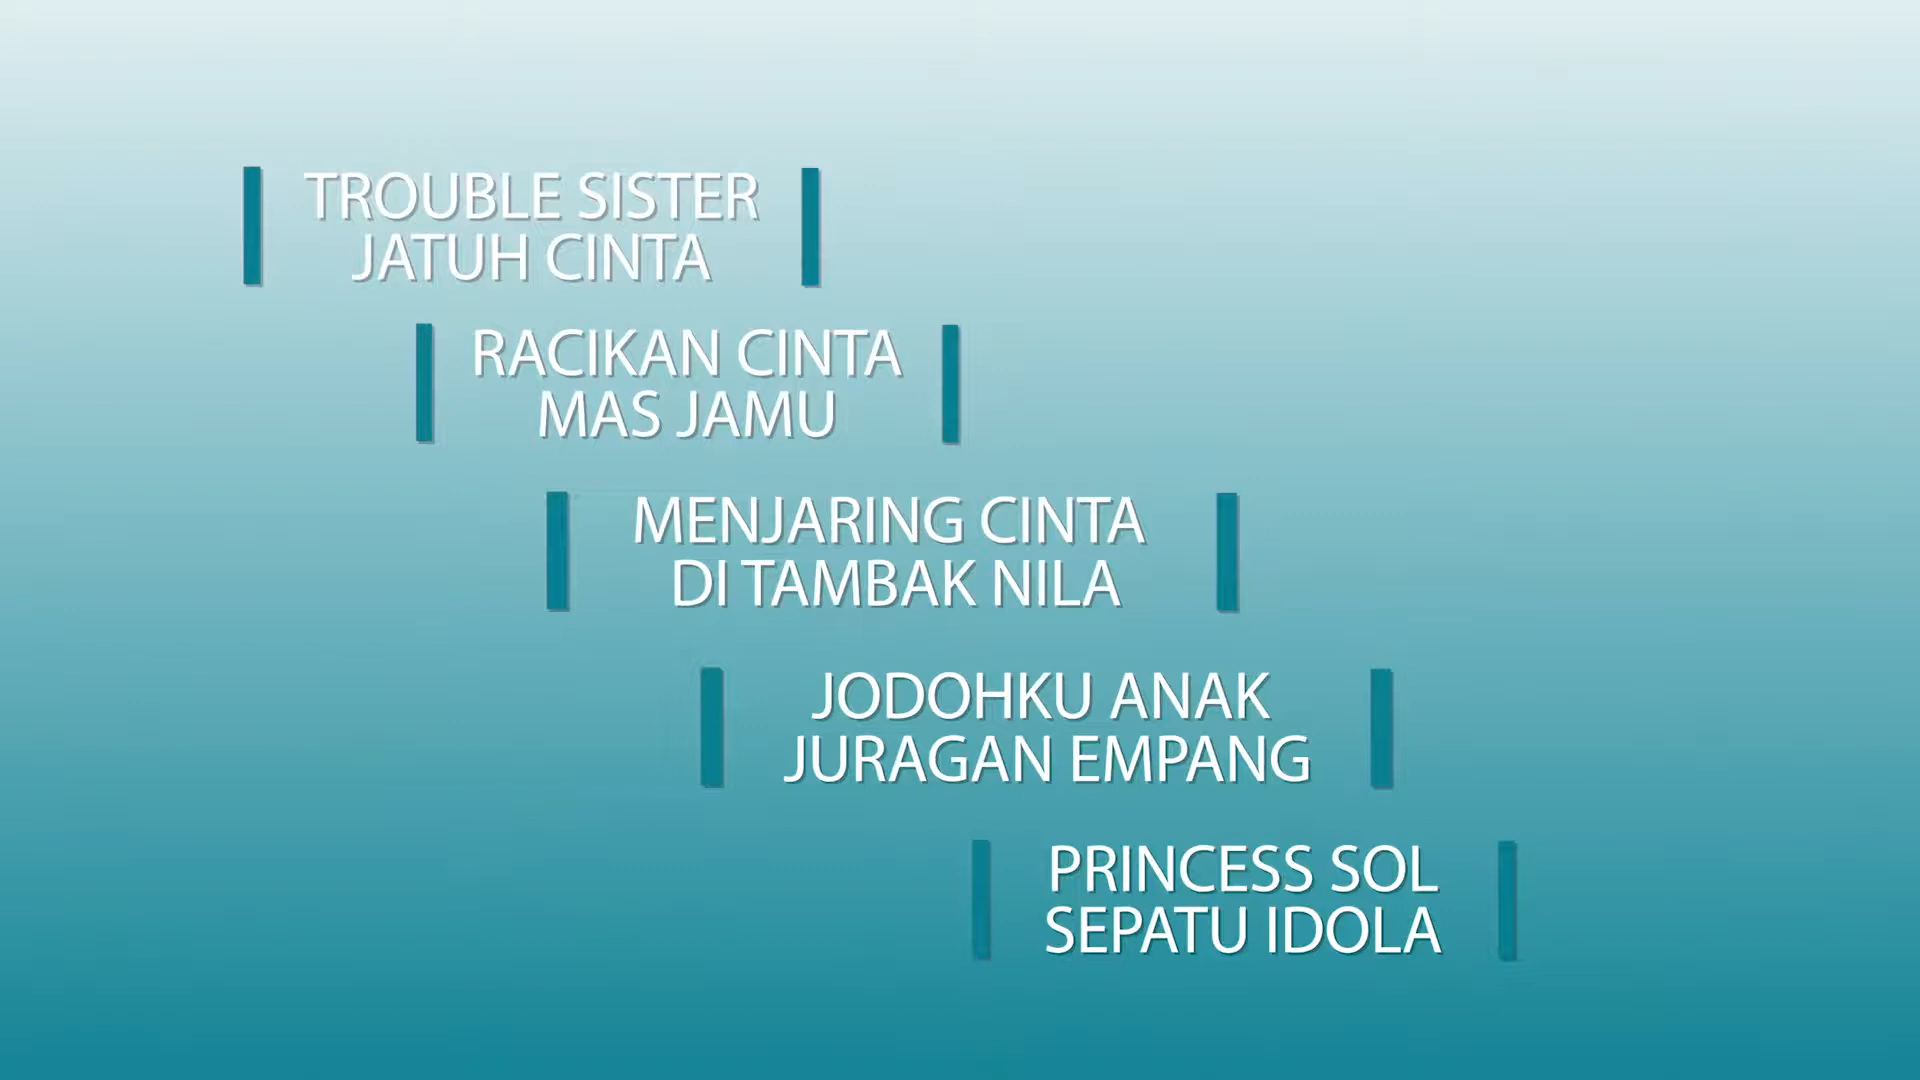 TROUBLE SISTER
JATUH CINTA
RACIKAN CINTA
MAS JAMU
MENJARING CINTA
DI TAMBAK NILA
JODOHKU ANAK
JURAGAN EMPANG
PRINCESS SOL
SEPATU IDOLA